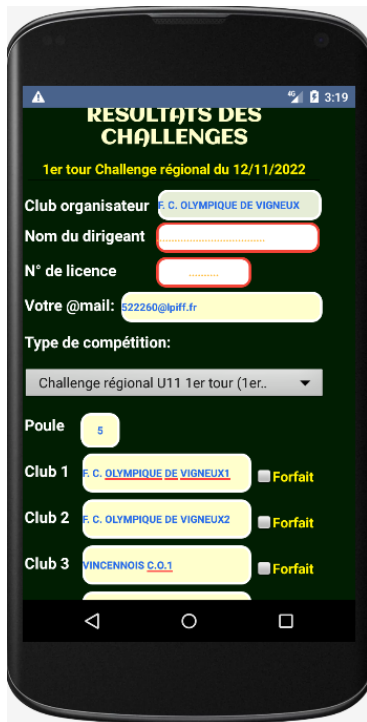 4G 3:19
RESULTATS DES
CHALLENGES
1er tour Challenge régional du 12/11/2022
Club organisateur F. C. OLYMPIQUE DE VIGNEUX
Nom du dirigeant ................................
N° de licence .........
Votre @mail: 522260@lpiff.fr
Type de compétition:
Challenge régional U11 1er tour (1er..
Poule 5
Club 1 F. C. OLYMPIQUE DE VIGNEUX1 Forfait
Club 2 F. C. OLYMPIQUE DE VIGNEUX2 Forfait
Club 3 VINCENNOIS C.O.1 Forfait